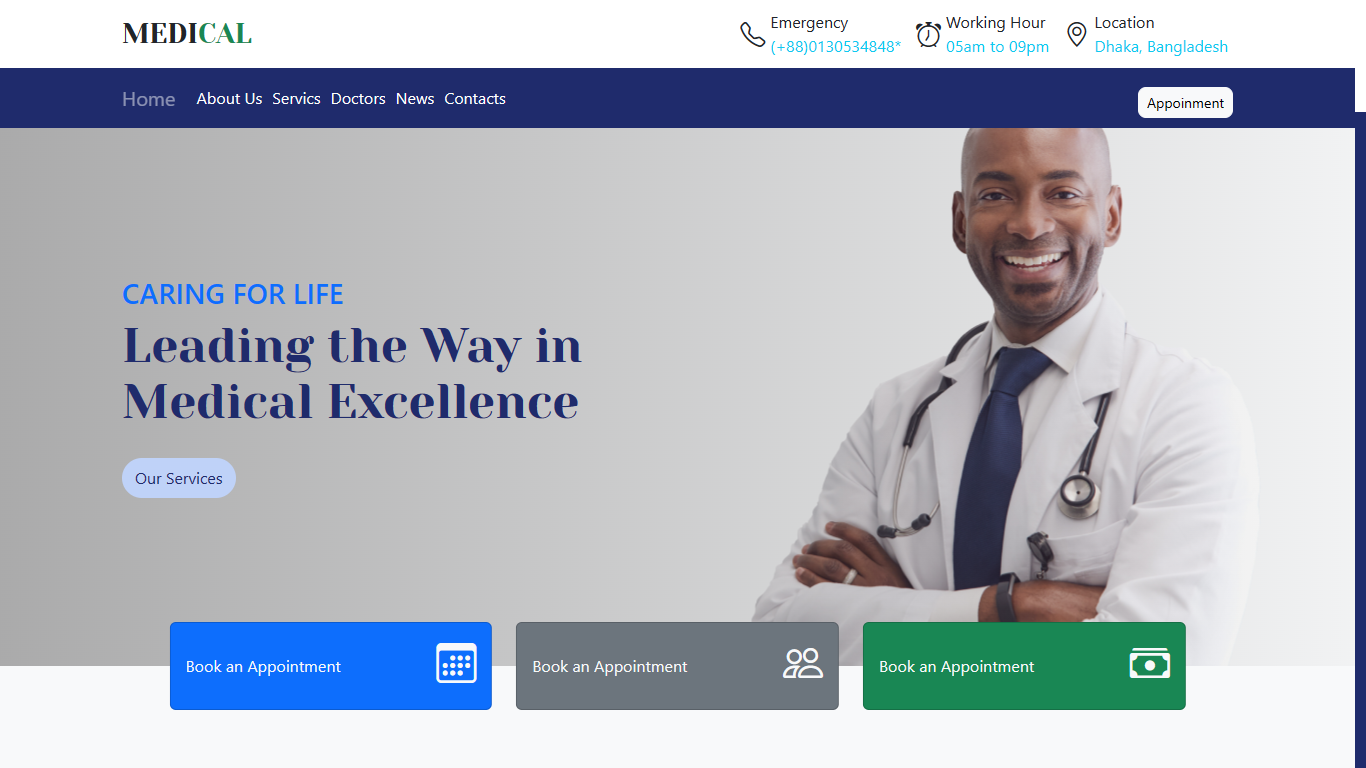 MEDICAL
Emergency
(+88)0130534848*
Working Hour
05am to 09pm
Location
Dhaka, Bangladesh
Home About Us Servics Doctors News Contacts Appoinment
CARING FOR LIFE
Leading the Way in
Medical Excellence
Our Services
Book an Appointment
Book an Appointment
Book an Appointment